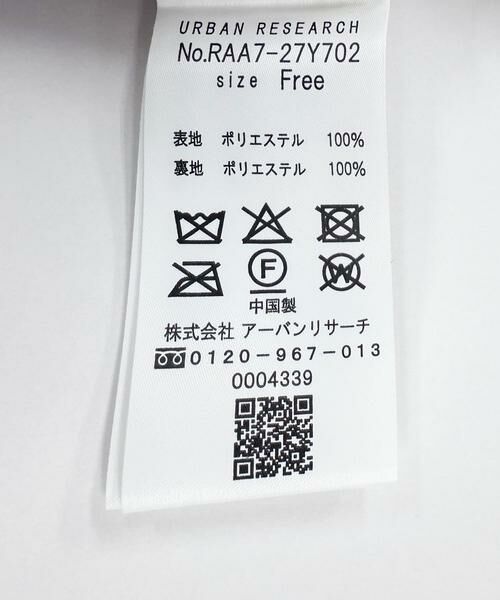 URBAN RESEARCH
No.RAA7-27Y702
size Free
表地 ポリエステル 100%
裏地 ポリエステル 100%
F W
中国製
株式会社 アーバンリサーチ
0120-967-013
0004339